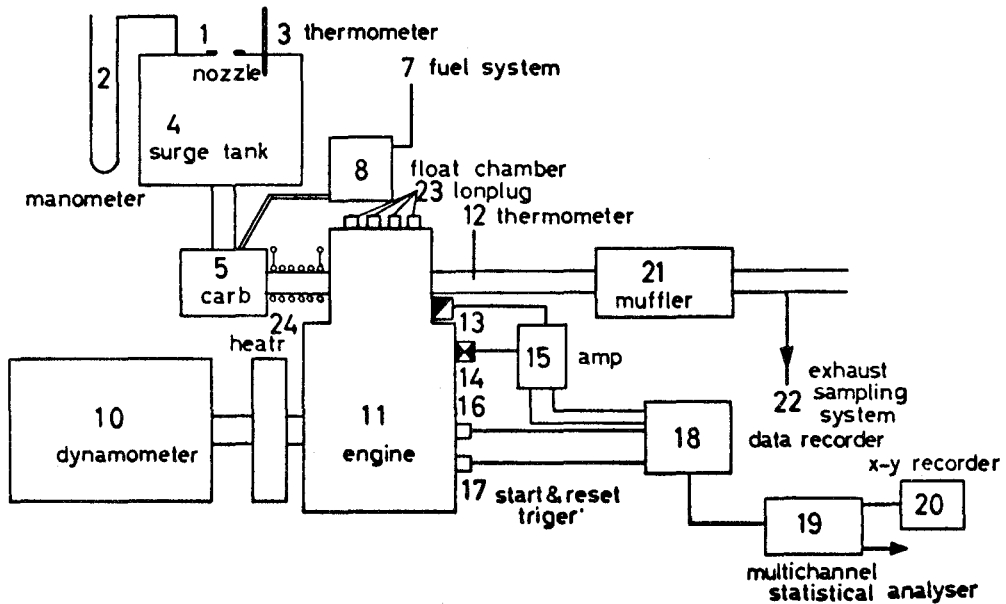 1
3 thermometer
2
nozzle
7 fuel system
4
surge tank
8
float chamber
23 lonplug
manometer
12 thermometer
5
carb
21
muffler
24
heatr
13
15
amp
14
exhaust
sampling
22 system
10
dynamometer
11
engine
16
18
data recorder
17
start & reset
triger
x-y recorder
19
20
multichannel
statistical analyser